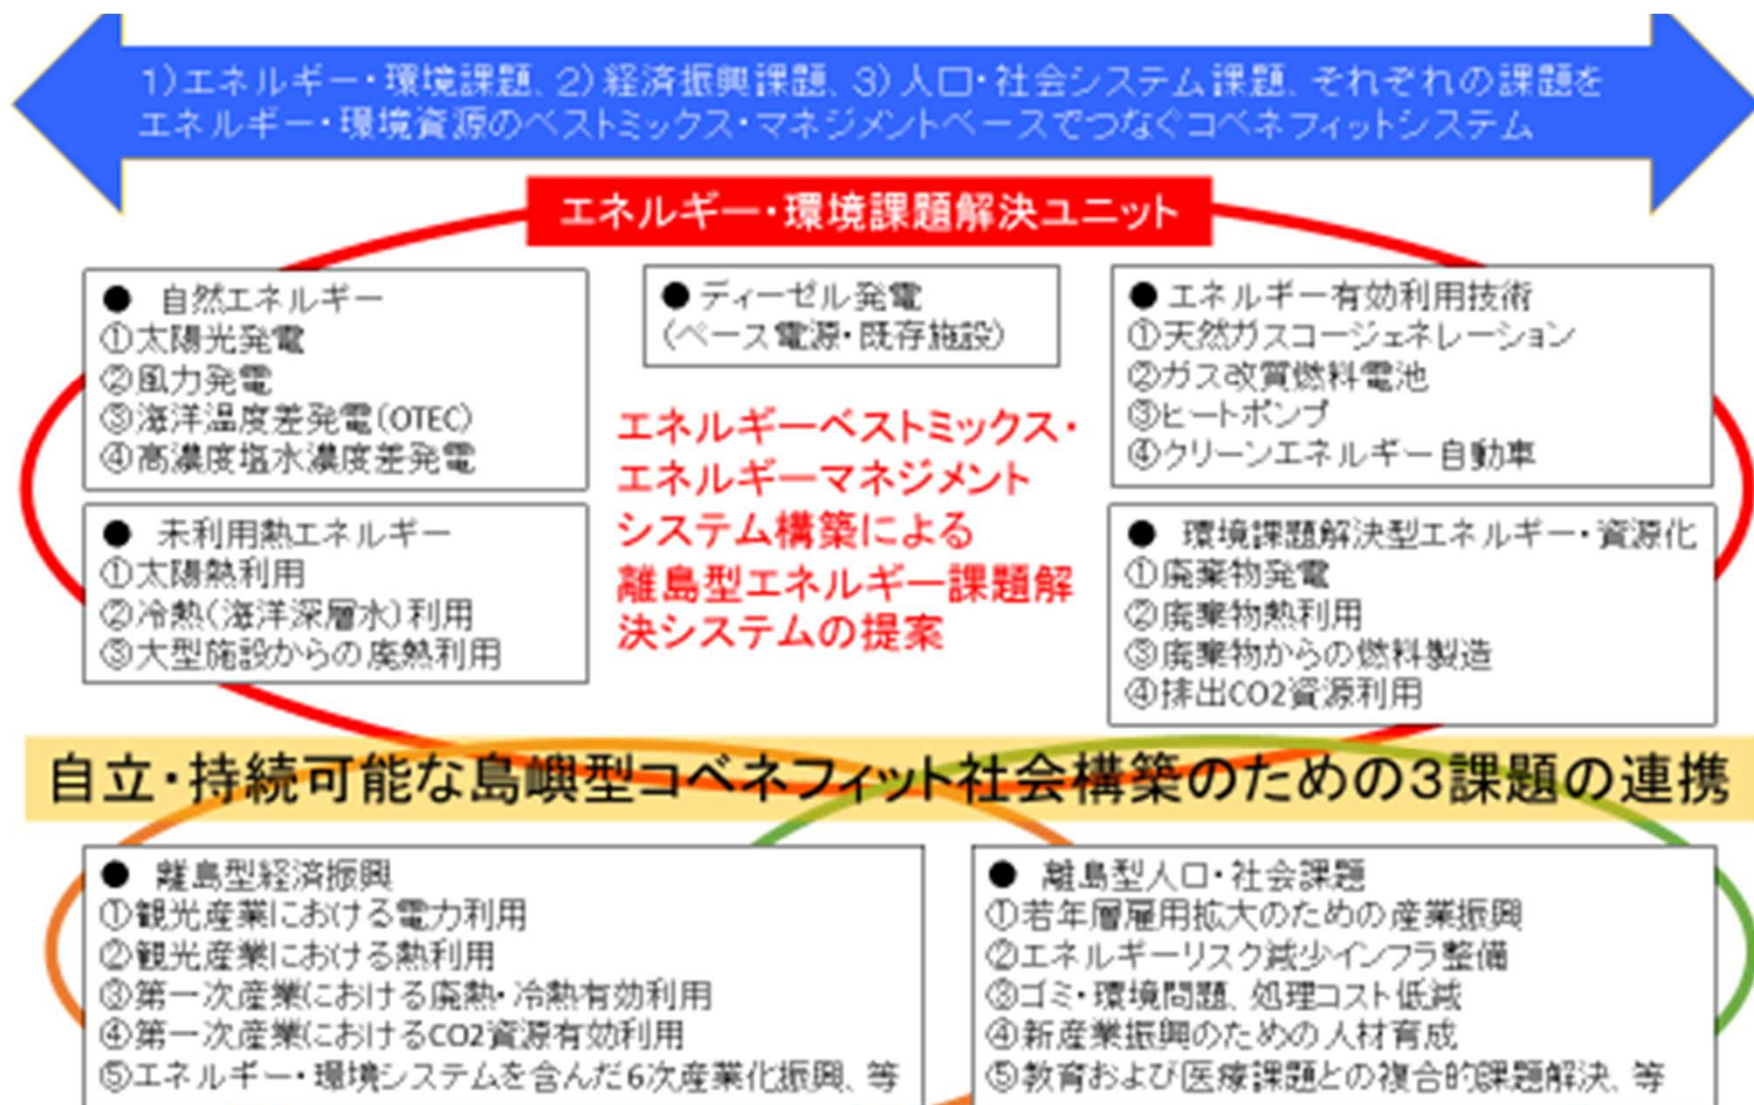 1)エネルギー・環境課題、2)経済振興課題、3)人口・社会システム課題、それぞれの課題を
エネルギー・環境資源のベストミックス・マネジメントベースでつなぐコベネフィットシステム
エネルギー・環境課題解決ユニット
● 自然エネルギー
①太陽光発電
②風力発電
③海洋温度差発電(OTEC)
④高濃度塩水濃度差発電
● ディーゼル発電
(ベース電源・既存施設)
● エネルギー有効利用技術
①天然ガスコージェネレーション
②ガス改質燃料電池
③ヒートポンプ
④クリーンエネルギー自動車
エネルギーベストミックス・
エネルギーマネジメント
システム構築による
離島型エネルギー課題解
決システムの提案
● 未利用熱エネルギー
①太陽熱利用
②冷熱(海洋深層水)利用
③大型施設からの廃熱利用
● 環境課題解決型エネルギー・資源化
①廃棄物発電
②廃棄物熱利用
③廃棄物からの燃料製造
④排出CO2資源利用
自立・持続可能な島嶼型コベネフィット社会構築のための3課題の連携
● 離島型経済振興
①観光産業における電力利用
②観光産業における熱利用
③第一次産業における廃熱・冷熱有効利用
④第一次産業におけるCO2資源有効利用
⑤エネルギー・環境システムを含んだ6次産業化振興、等
● 離島型人口・社会課題
①若年層雇用拡大のための産業振興
②エネルギーリスク減少インフラ整備
③ゴミ・環境問題、処理コスト低減
④新産業振興のための人材育成
⑤教育および医療課題との複合的課題解決、等